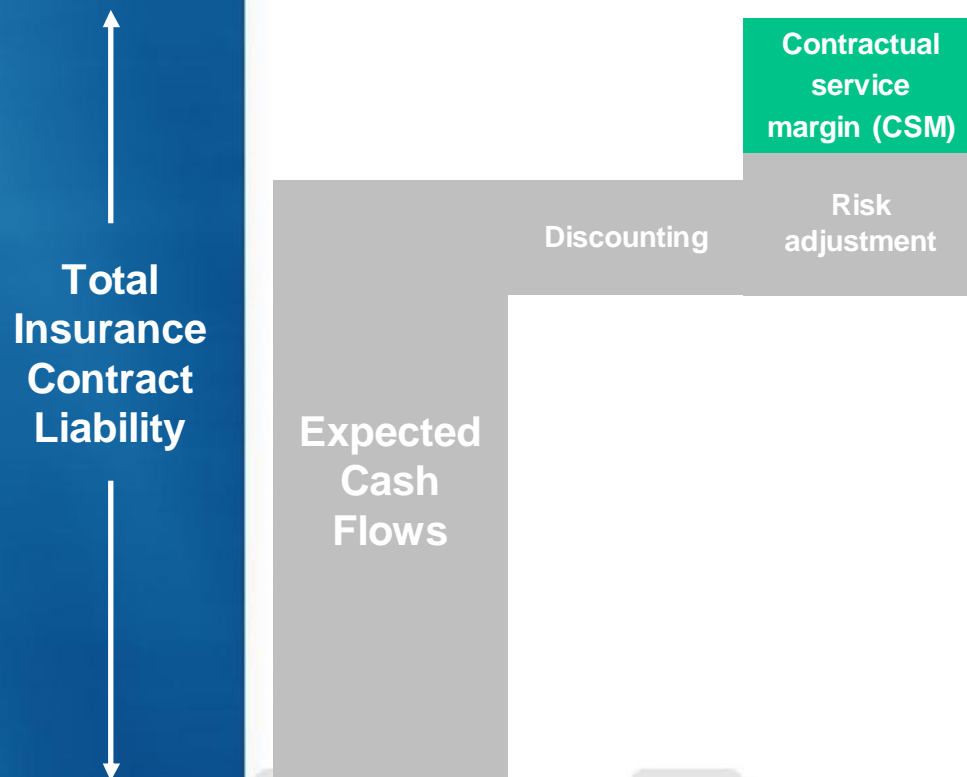 Total
Insurance
Contract
Liability
Expected
Cash
Flows
Discounting
Contractual
service
margin (CSM)
Risk
adjustment